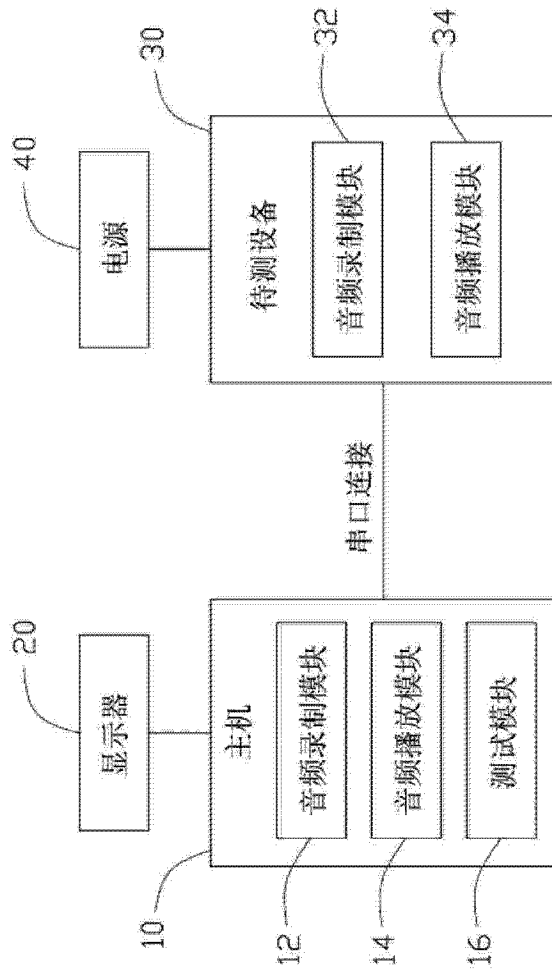 20
显示器
10
主机
12
音频录制模块
14
音频播放模块
16
测试模块
串口连接
40
电源
30
待测设备
32
音频录制模块
34
音频播放模块